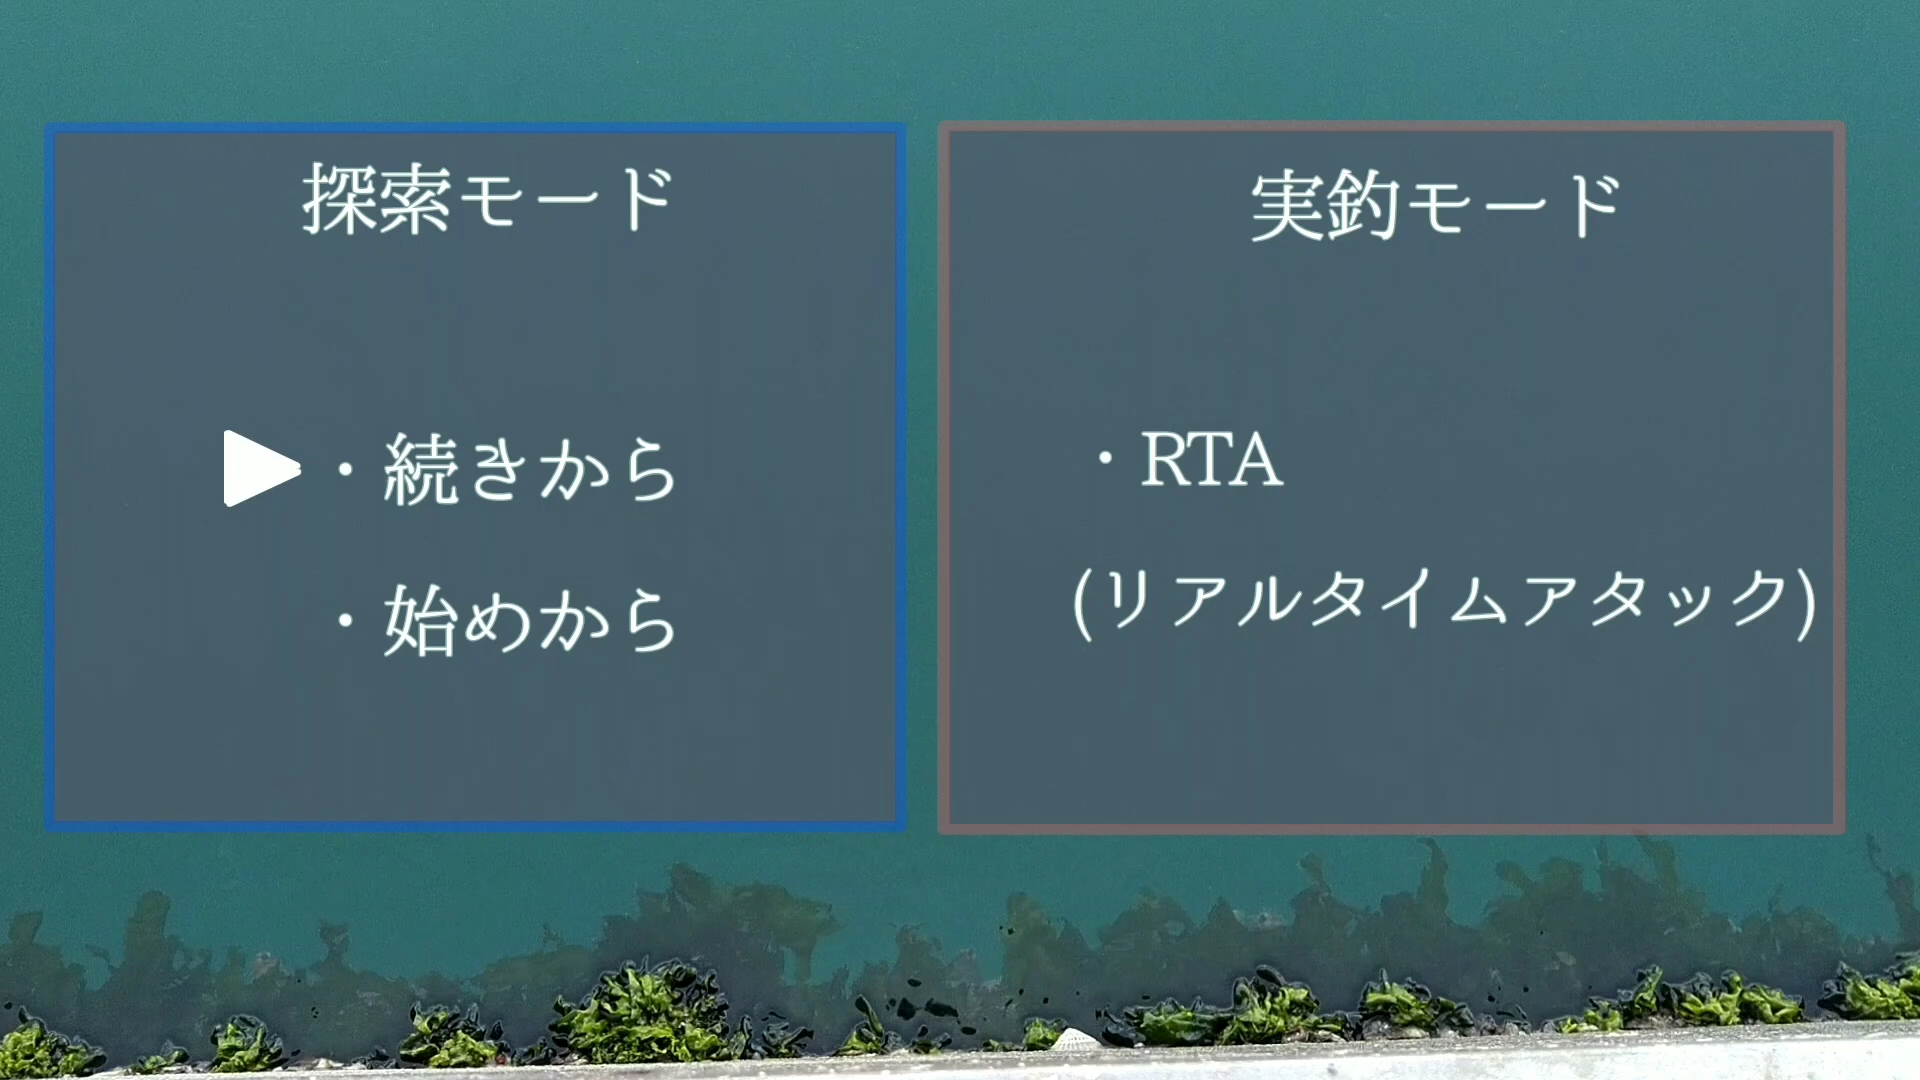 探索モード
・続きから
・始めから
実釣モード
・RTA
(リアルタイムアタック)